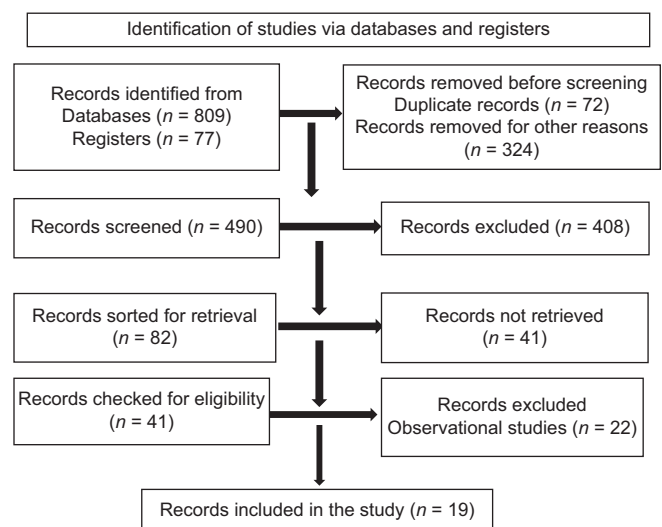 Identification of studies via databases and registers
Records identified from
Databases (n = 809)
Registers (n = 77)
Records removed before screening
Duplicate records (n = 72)
Records removed for other reasons
(n = 324)
Records screened (n = 490)
Records excluded (n = 408)
Records sorted for retrieval
(n = 82)
Records not retrieved
(n = 41)
Records checked for eligibility
(n = 41)
Records excluded
Observational studies (n = 22)
Records included in the study (n = 19)